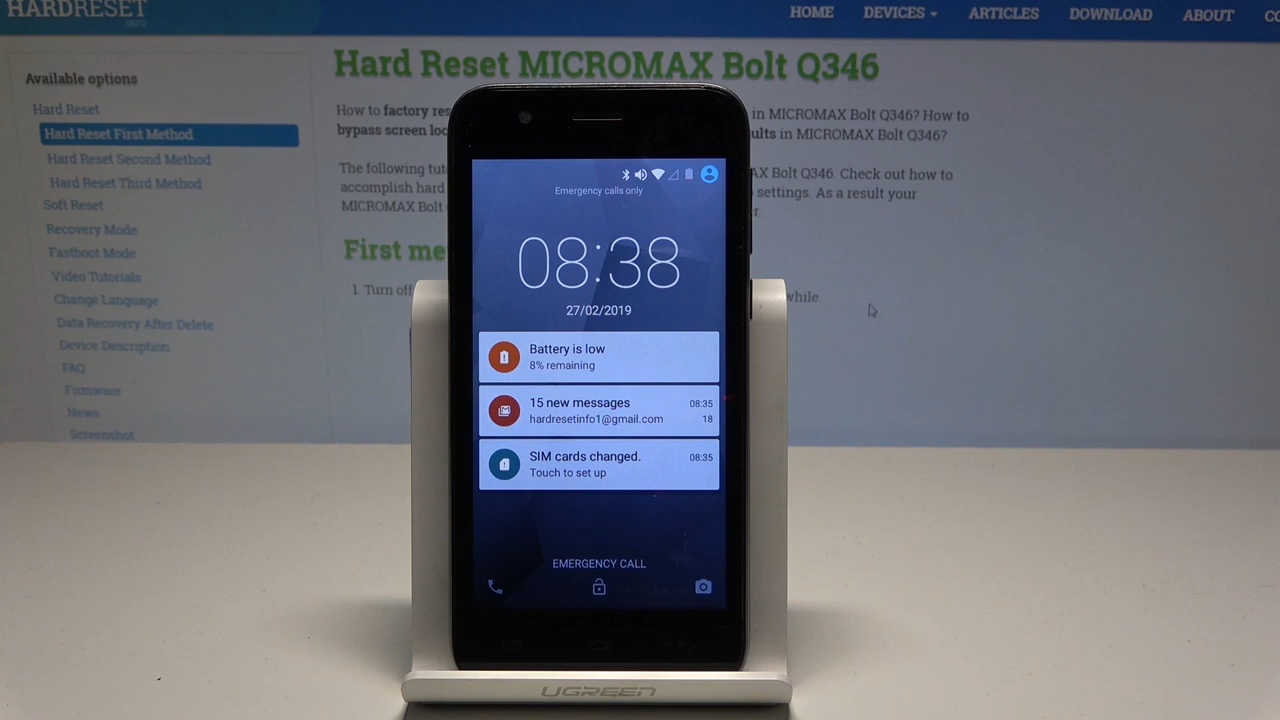 HARDRESET
INFO
HOME
DEVICES
ARTICLES
DOWNLOAD
ABOUT
Available options
Hard Reset
Hard Reset First Method
Hard Reset Second Method
Hard Reset Third Method
Soft Reset
Recovery Mode
Fastboot Mode
Video Tutorials
Change Language
Data Recovery After Delete
Device Description
FAQ
Firmware
News
Screenshot
Hard Reset MICROMAX Bolt Q346
How to factory res in MICROMAX Bolt Q346? How to
bypass screen loc ults in MICROMAX Bolt Q346?
The following tut AX Bolt Q346. Check out how to
accomplish hard settings. As a result your
MICROMAX Bolt
First me
1. Turn off while.
Emergency calls only
08:38
27/02/2019
Battery is low
8% remaining
15 new messages 08:35
hardresetinfo1@gmail.com 18
SIM cards changed. 08:35
Touch to set up
EMERGENCY CALL
UGREEN